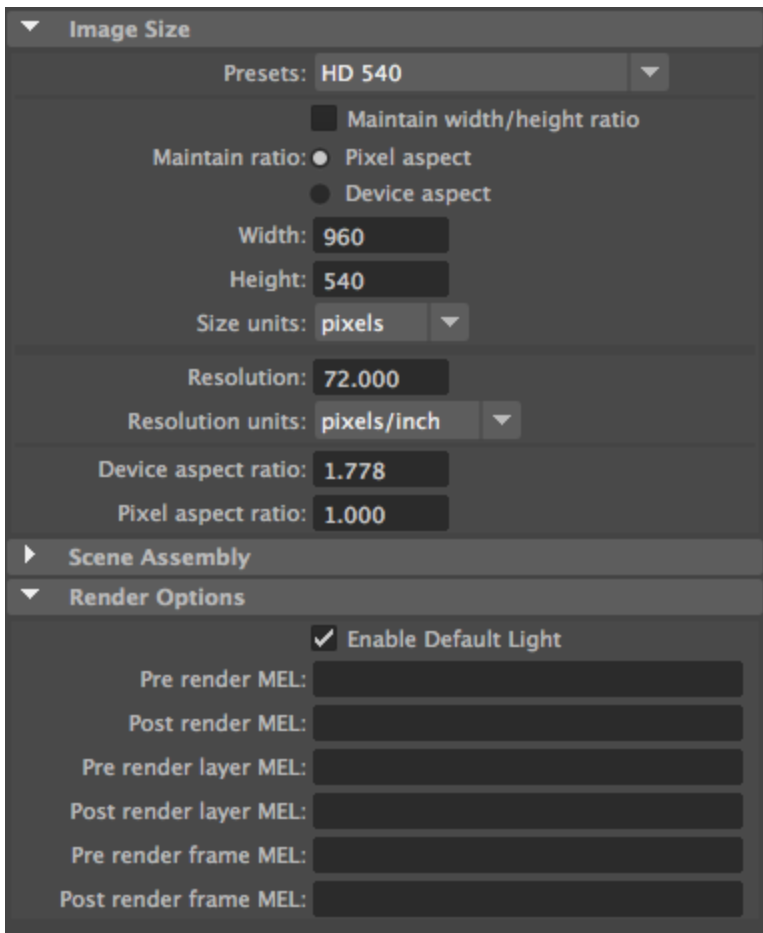 Image Size
Presets: HD 540
Maintain width/height ratio
Maintain ratio: Pixel aspect
Device aspect
Width: 960
Height: 540
Size units: pixels
Resolution: 72.000
Resolution units: pixels/inch
Device aspect ratio: 1.778
Pixel aspect ratio: 1.000
Scene Assembly
Render Options
Enable Default Light
Pre render MEL:
Post render MEL:
Pre render layer MEL:
Post render layer MEL:
Pre render frame MEL:
Post render frame MEL: